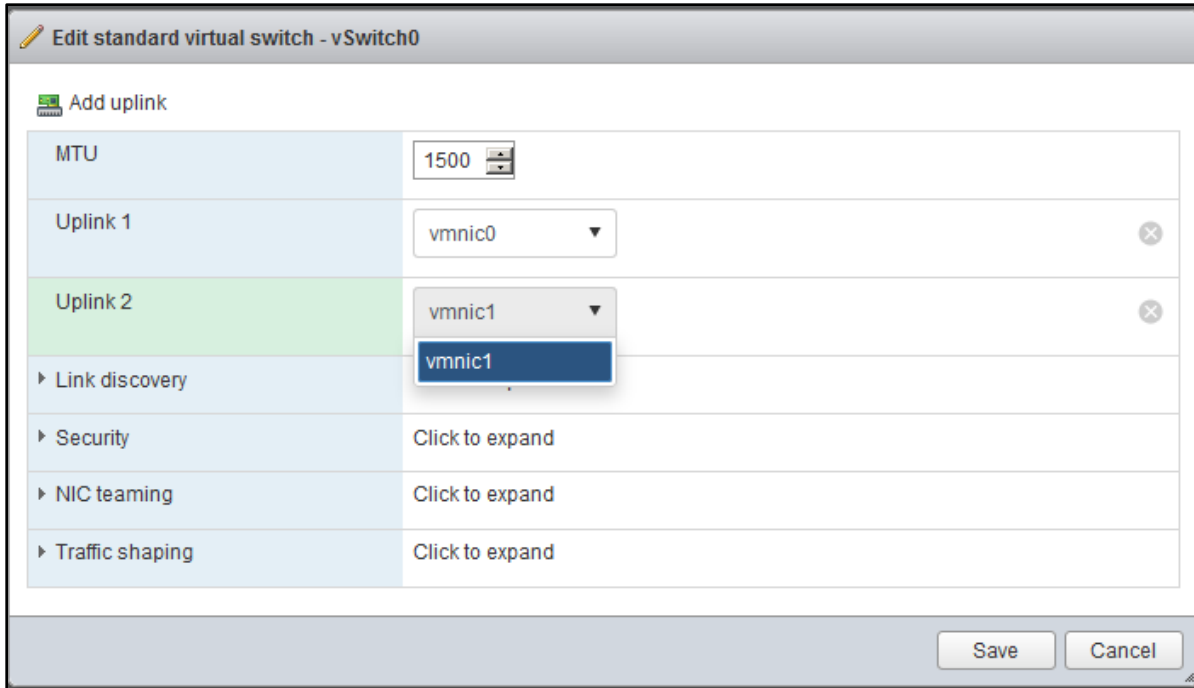 Edit standard virtual switch - vSwitch0
Add uplink
MTU 1500
Uplink 1 vmnic0
Uplink 2 vmnic1
vmnic1
Link discovery
Security Click to expand
NIC teaming Click to expand
Traffic shaping Click to expand
Save Cancel